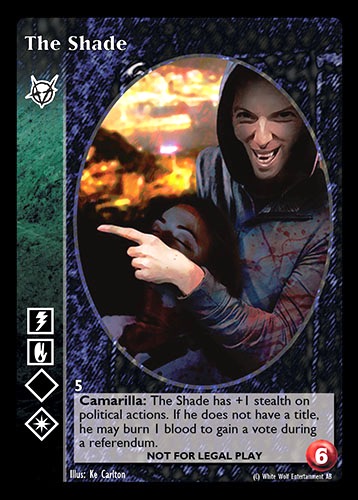 The Shade
5
Camarilla: The Shade has +1 stealth on
political actions. If he does not have a title,
he may burn 1 blood to gain a vote during
a referendum.
NOT FOR LEGAL PLAY
6
Illus: Ke Carlton
(C) White Wolf Entertainment AB